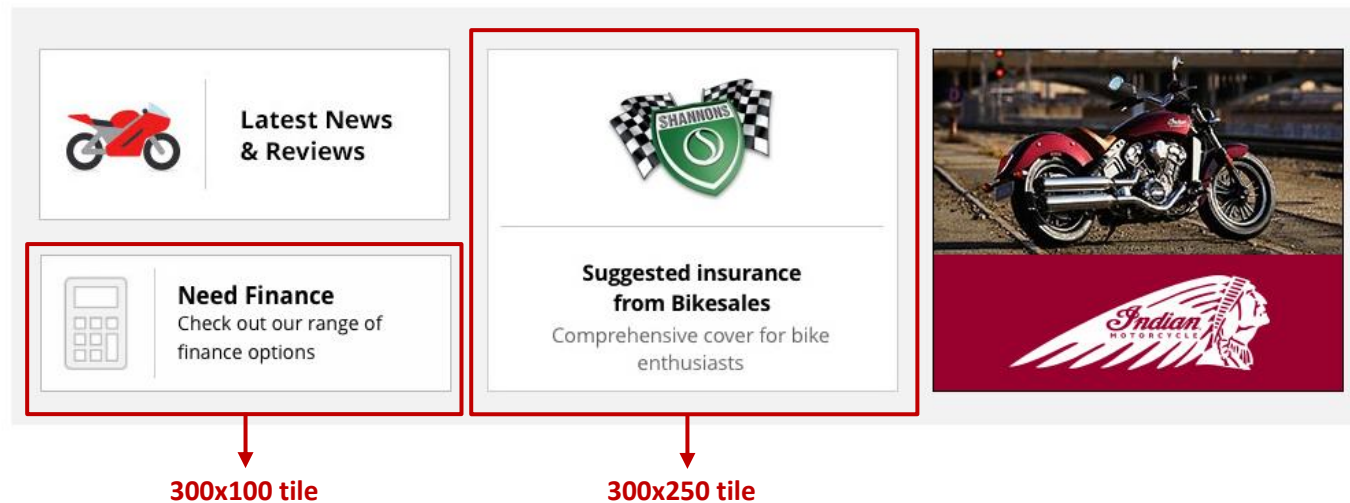 Latest News
& Reviews
Need Finance
Check out our range of
finance options
SHANNONS
Suggested insurance
from Bikesales
Comprehensive cover for bike
enthusiasts
Indian
Indian
MOTORCYCLE
300x100 tile
300x250 tile